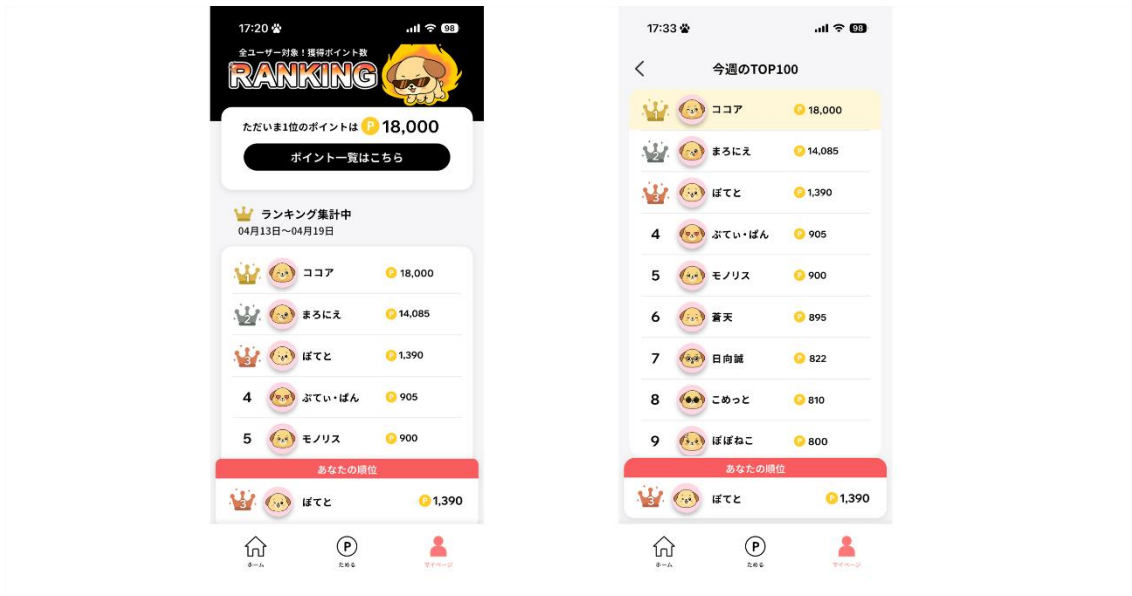 17:20
98
全ユーザー対象！獲得ポイント数
RANKING
ただいま1位のポイントは P 18,000
ポイント一覧はこちら
ランキング集計中
04月13日～04月19日
1 ココア P 18,000
2 まろにえ P 14,085
3 ぽてと P 1,390
4 ぷてぃ・ぱん P 905
5 モノリス P 900
あなたの順位
3 ぽてと P 1,390
P
ホーム ためる マイページ
17:33
98
今週のTOP100
1 ココア P 18,000
2 まろにえ P 14,085
3 ぽてと P 1,390
4 ぷてぃ・ぱん P 905
5 モノリス P 900
6 蒼天 P 895
7 日向誠 P 822
8 こめっと P 810
9 ぽぽねこ P 800
あなたの順位
3 ぽてと P 1,390
P
ホーム ためる マイページ